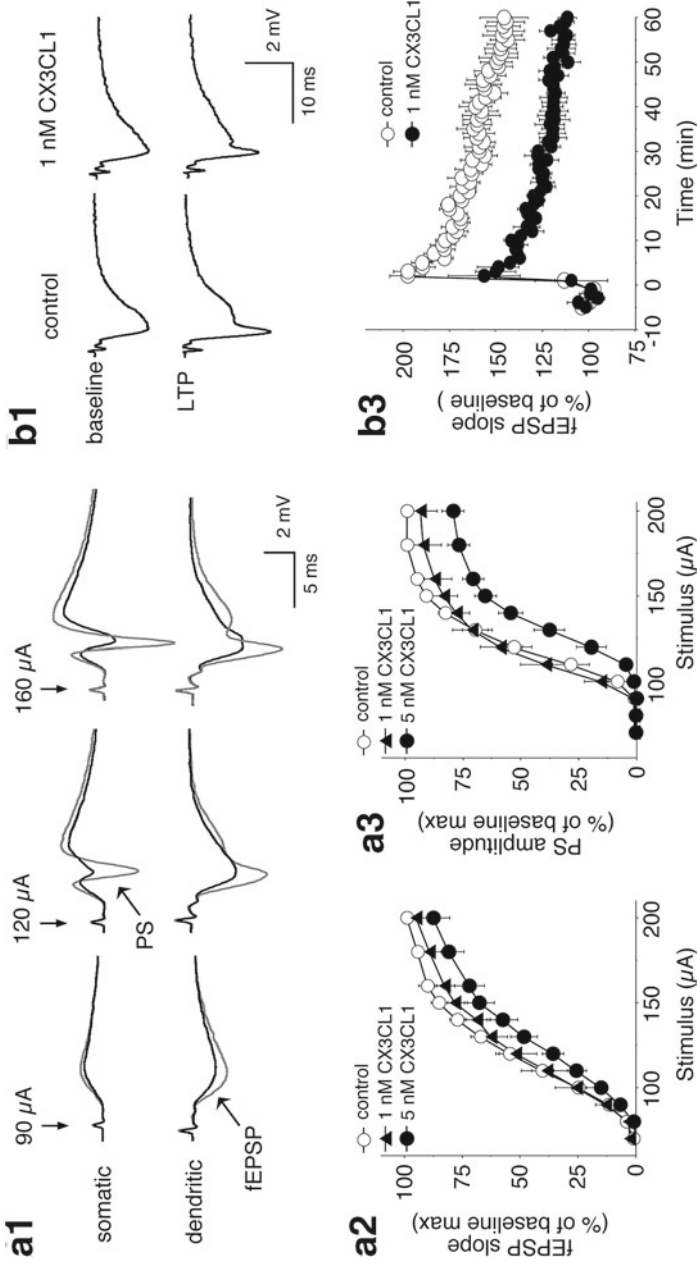 a1
90 µA
120 µA
160 µA
somatic
PS
dendritic
fEPSP
2 mV
5 ms
b1
control
1 nM CX3CL1
baseline
LTP
2 mV
10 ms
a2
fEPSP slope
(% of baseline max)
control
1 nM CX3CL1
5 nM CX3CL1
100
75
50
25
0
100
150
200
Stimulus (µA)
a3
PS amplitude
(% of baseline max)
control
1 nM CX3CL1
5 nM CX3CL1
100
75
50
25
0
100
150
200
Stimulus (µA)
b3
fEPSP slope
(% of baseline )
control
1 nM CX3CL1
200
175
150
125
100
75
-10
0
10
20
30
40
50
60
Time (min)